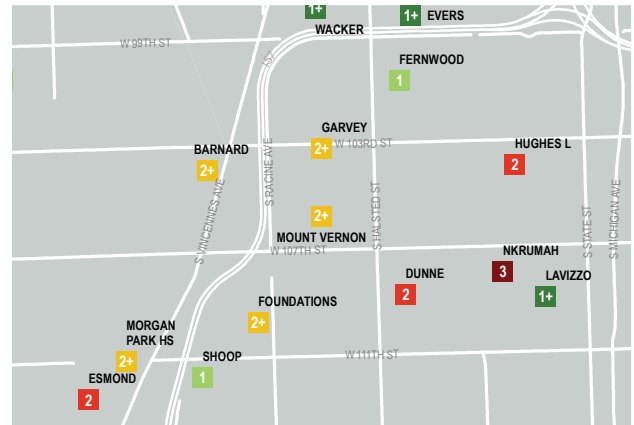 1+
1+ EVERS
WACKER
W 99TH ST
I-57
FERNWOOD
1
GARVEY
2+
W 103RD ST
BARNARD
2+
HUGHES L
2
S VINCENNES AVE
S RACINE AVE
S HALSTED ST
S STATE ST
S MICHIGAN AVE
2+
MOUNT VERNON
W 107TH ST
NKRUMAH
3
DUNNE
2
LAVIZZO
1+
FOUNDATIONS
2+
MORGAN
PARK HS
2+
SHOOP
1
W 111TH ST
ESMOND
2